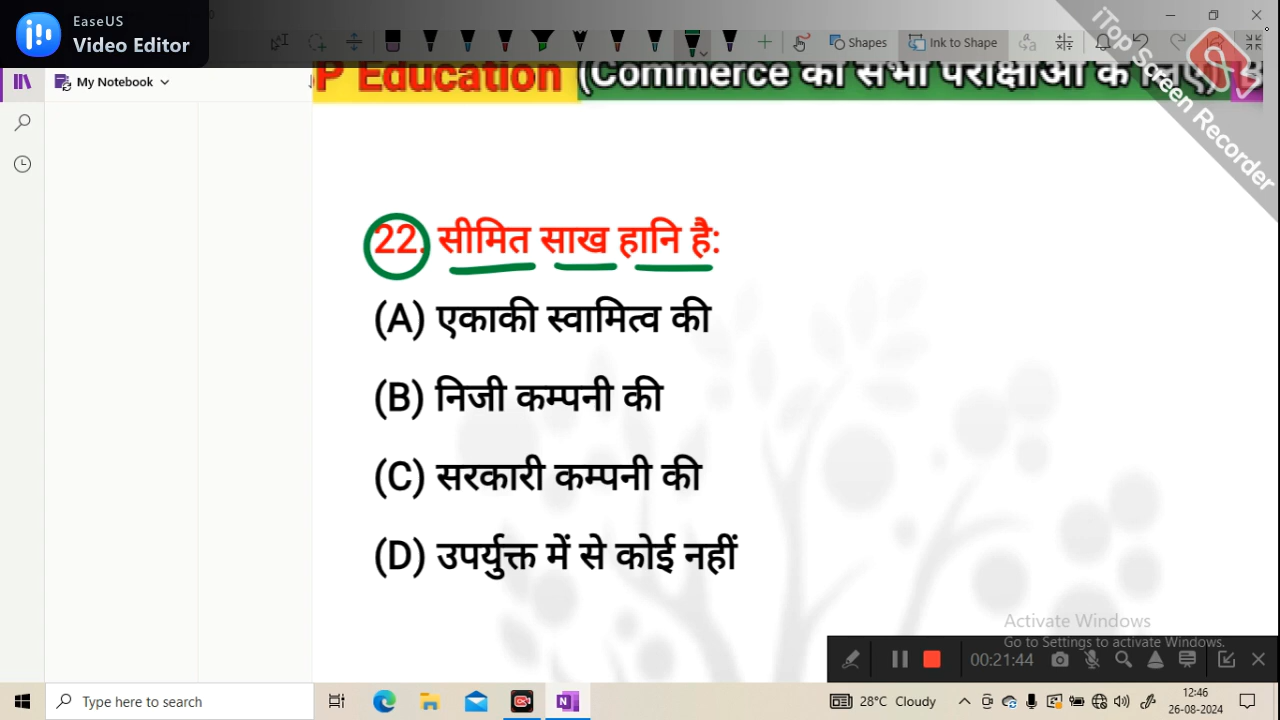 EaseUS
Video Editor
Shapes
Ink to Shape
My Notebook
P Education (Commerce की सभी परीक्षाओं के लिए)
iTop Screen Recorder
22. सीमित साख हानि है:
(A) एकाकी स्वामित्व की
(B) निजी कम्पनी की
(C) सरकारी कम्पनी की
(D) उपर्युक्त में से कोई नहीं
Activate Windows
Go to Settings to activate Windows.
00:21:44
Type here to search
28°C Cloudy
12:46
26-08-2024